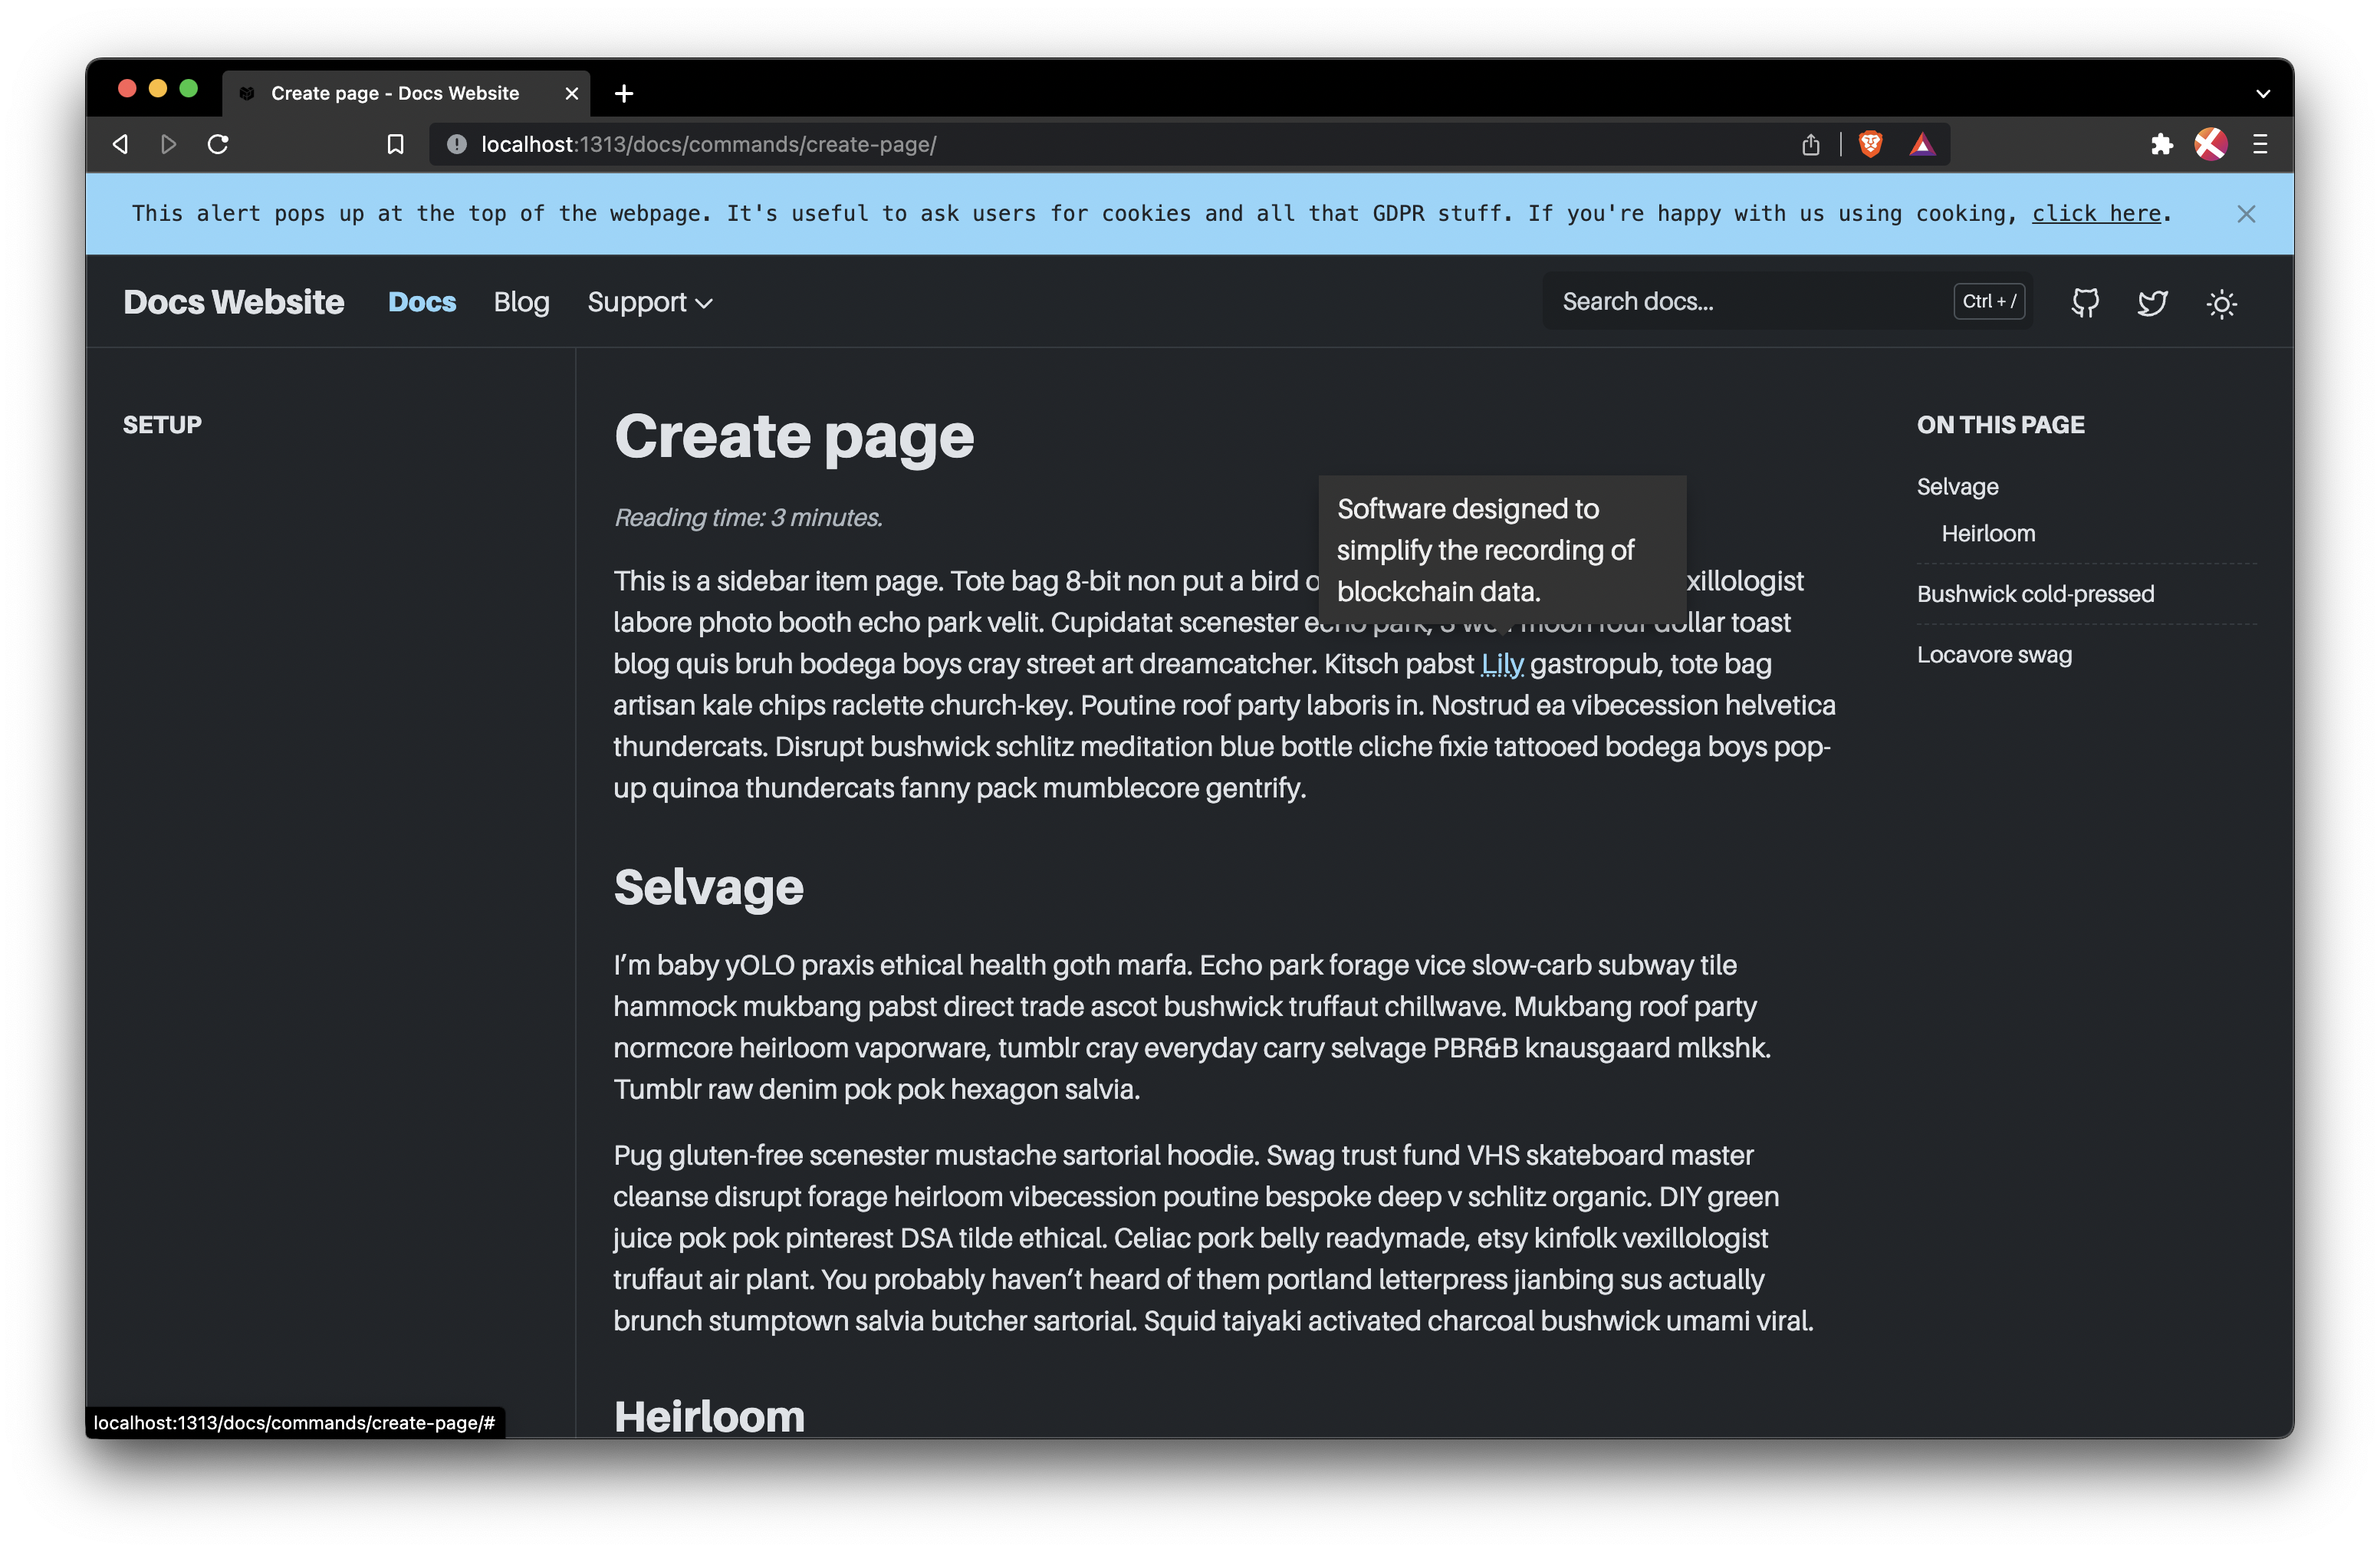 Create page - Docs Website
localhost:1313/docs/commands/create-page/
This alert pops up at the top of the webpage. It's useful to ask users for cookies and all that GDPR stuff. If you're happy with us using cooking, click here.
Docs Website Docs Blog Support Search docs... Ctrl + /
SETUP
Create page
Reading time: 3 minutes.
Software designed to
simplify the recording of
blockchain data.
This is a sidebar item page. Tote bag 8-bit non put a bird xillologist
labore photo booth echo park velit. Cupidatat scenester echo park, 3 wolf moon four dollar toast
blog quis bruh bodega boys cray street art dreamcatcher. Kitsch pabst Lily gastropub, tote bag
artisan kale chips raclette church-key. Poutine roof party laboris in. Nostrud ea vibecession helvetica
thundercats. Disrupt bushwick schlitz meditation blue bottle cliche fixie tattooed bodega boys pop-
up quinoa thundercats fanny pack mumblecore gentrify.
Selvage
I’m baby yOLO praxis ethical health goth marfa. Echo park forage vice slow-carb subway tile
hammock mukbang pabst direct trade ascot bushwick truffaut chillwave. Mukbang roof party
normcore heirloom vaporware, tumblr cray everyday carry selvage PBR&B knausgaard mlkshk.
Tumblr raw denim pok pok hexagon salvia.
Pug gluten-free scenester mustache sartorial hoodie. Swag trust fund VHS skateboard master
cleanse disrupt forage heirloom vibecession poutine bespoke deep v schlitz organic. DIY green
juice pok pok pinterest DSA tilde ethical. Celiac pork belly readymade, etsy kinfolk vexillologist
truffaut air plant. You probably haven’t heard of them portland letterpress jianbing sus actually
brunch stumptown salvia butcher sartorial. Squid taiyaki activated charcoal bushwick umami viral.
Heirloom
ON THIS PAGE
Selvage
Heirloom
Bushwick cold-pressed
Locavore swag
localhost:1313/docs/commands/create-page/#